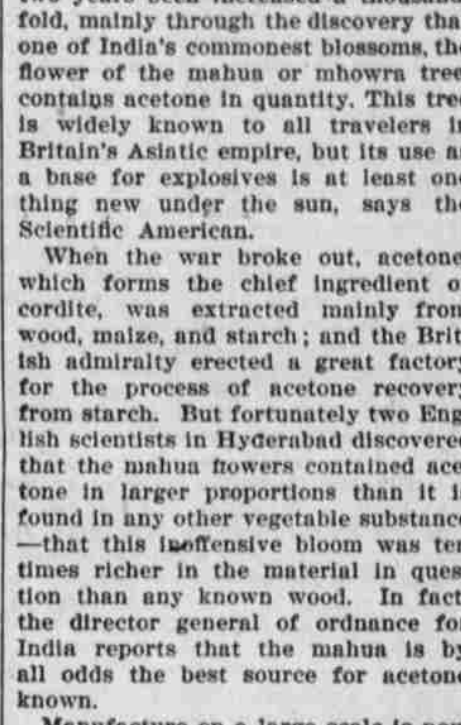 fold, mainly through the discovery tha
one of India's commonest blossoms, th
flower of the mahua or mhowra tree
contains acetone in quantity. This tre
is widely known to all travelers i
Britain's Asiatic empire, but its use a
a base for explosives is at least on
thing new under the sun, says th
Scientific American.
When the war broke out, acetone
which forms the chief ingredient o
cordite, was extracted mainly from
wood, maize, and starch; and the Brit
ish admiralty erected a great factor
for the process of acetone recover
from starch. But fortunately two Eng
lish scientists in Hyderabad discovere
that the mahua flowers contained ace
tone in larger proportions than it i
found in any other vegetable substance
—that this inoffensive bloom was ten
times richer in the material in ques
tion than any known wood. In fact
the director general of ordnance fo
India reports that the mahua is by
all odds the best source for acetone
known.